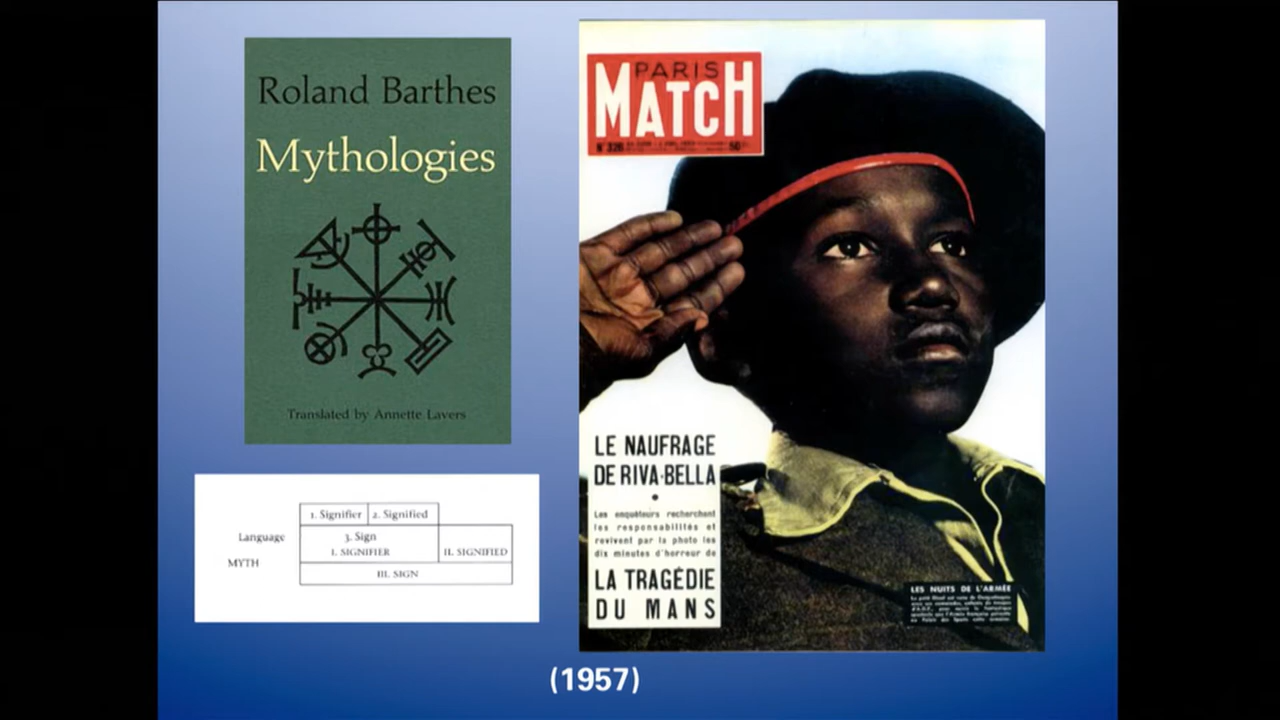 Roland Barthes
Mythologies
Translated by Annette Lavers
1. Signifier
2. Signified
Language
3. Sign
MYTH
I. SIGNIFIER
II. SIGNIFIED
III. SIGN
PARIS
MATCH
N° 326
50
LE NAUFRAGE
DE RIVA-BELLA
Les enquêteurs recherchent
les responsabilités et
revivent par la photo les
dix minutes d'horreur de
LA TRAGÉDIE
DU MANS
LES NUITS DE L'ARMÉE
(1957)